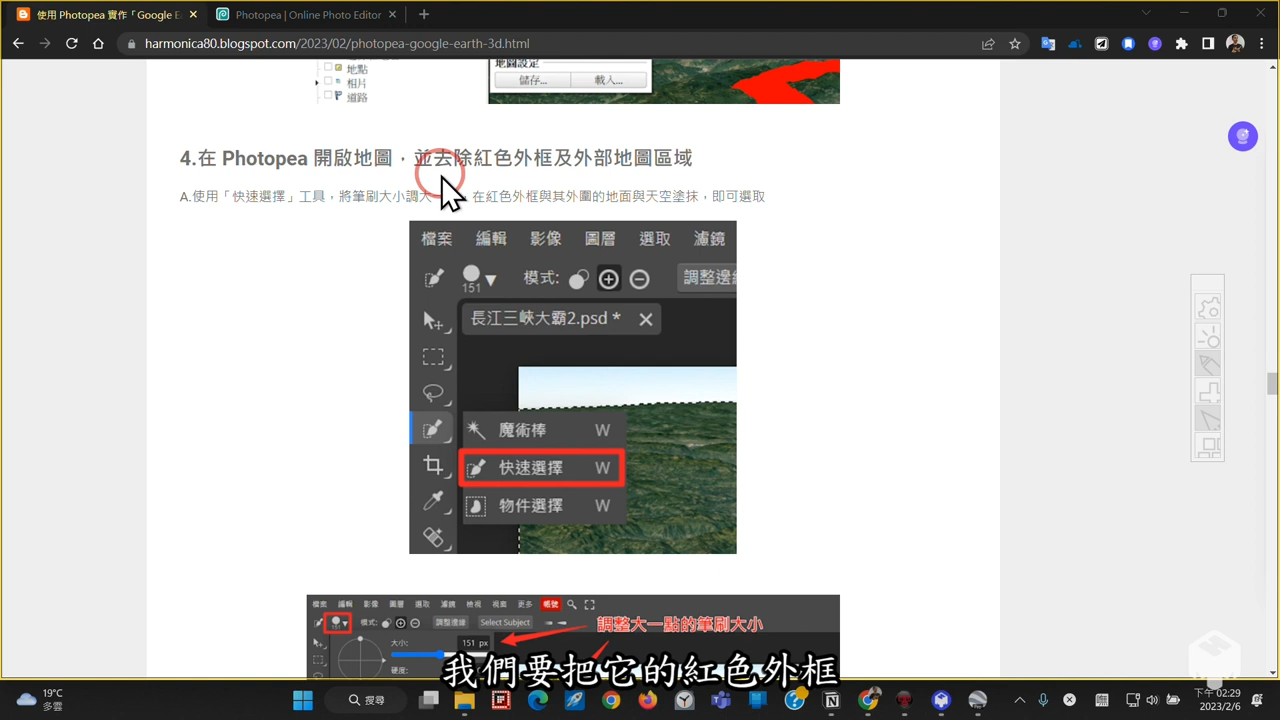 使用 Photopea 實作「Google E
Photopea | Online Photo Editor
harmonica80.blogspot.com/2023/02/photopea-google-earth-3d.html
地點
相片
道路
地圖設定
儲存...
載入...
4.在 Photopea 開啟地圖，並去除紅色外框及外部地圖區域
A.使用「快速選擇」工具，將筆刷大小調大 在紅色外框與其外圍的地面與天空塗抹，即可選取
檔案 編輯 影像 圖層 選取 濾鏡
151 模式: 調整邊緣
長江三峽大霸2.psd *
魔術棒 W
快速選擇 W
物件選擇 W
檔案 編輯 影像 圖層 選取 濾鏡 檢視 視窗 更多 帳號
模式: 調整邊緣 Select Subject
調整大一點的筆刷大小
大小: 151 px
硬度:
我們要把它的紅色外框
19°C
多雲
搜尋
下午 02:29
2023/2/6